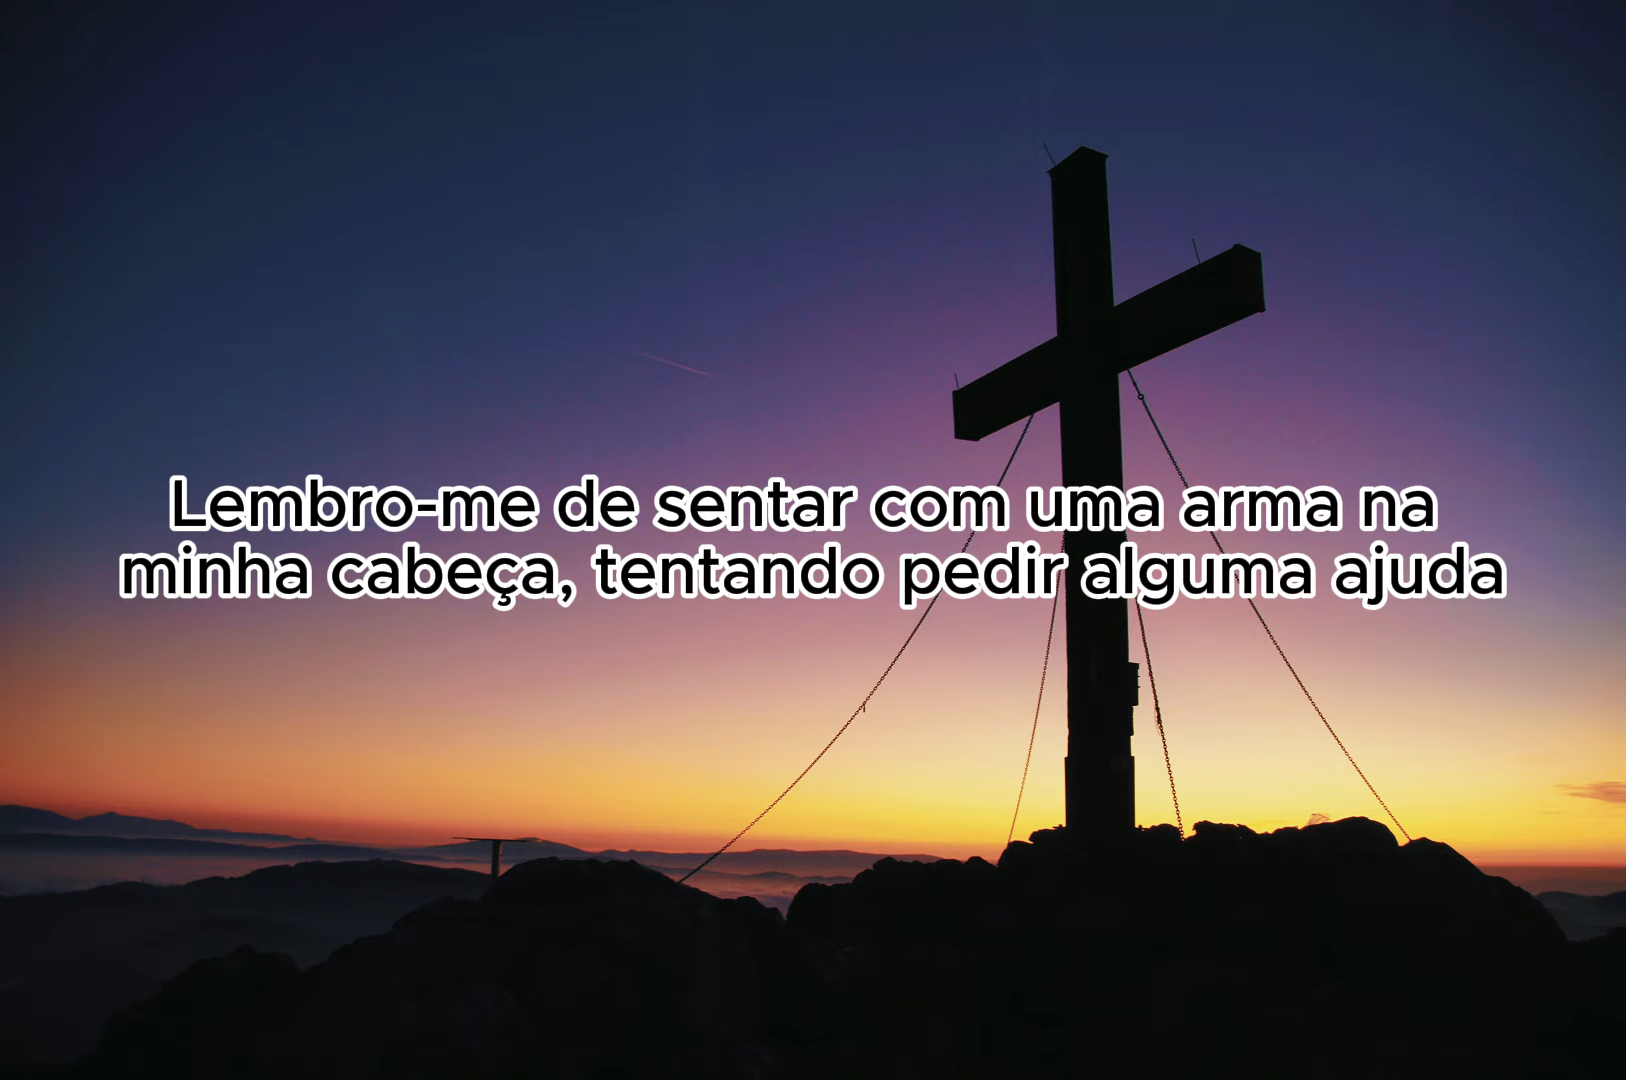 Lembro-me de sentar com uma arma na
minha cabeça, tentando pedir alguma ajuda